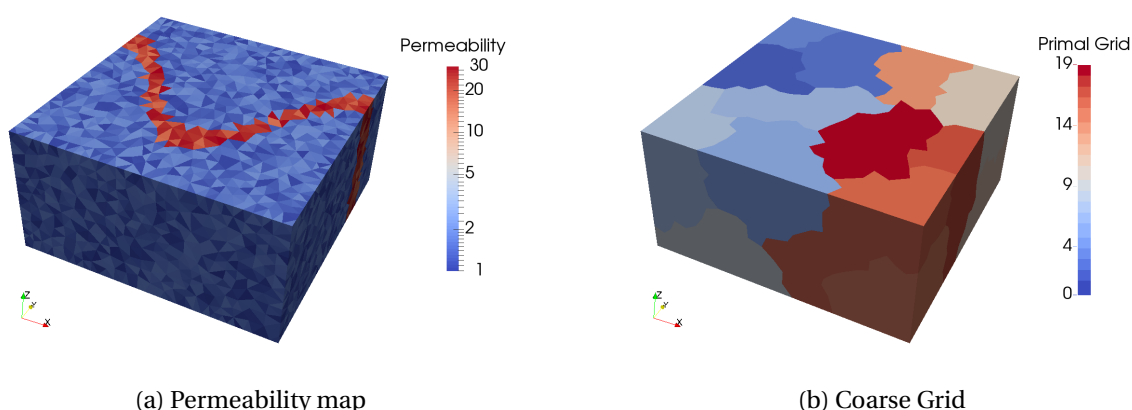 Permeability
30
20
10
5
2
1
Z
Y
X
(a) Permeability map
Primal Grid
19
14
9
4
0
Z
Y
X
(b) Coarse Grid